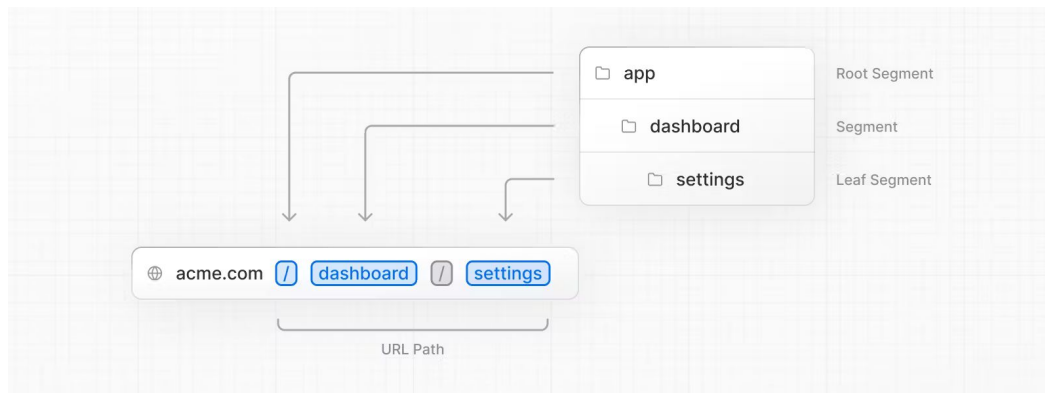 app Root Segment
dashboard Segment
settings Leaf Segment
acme.com / dashboard / settings
URL Path